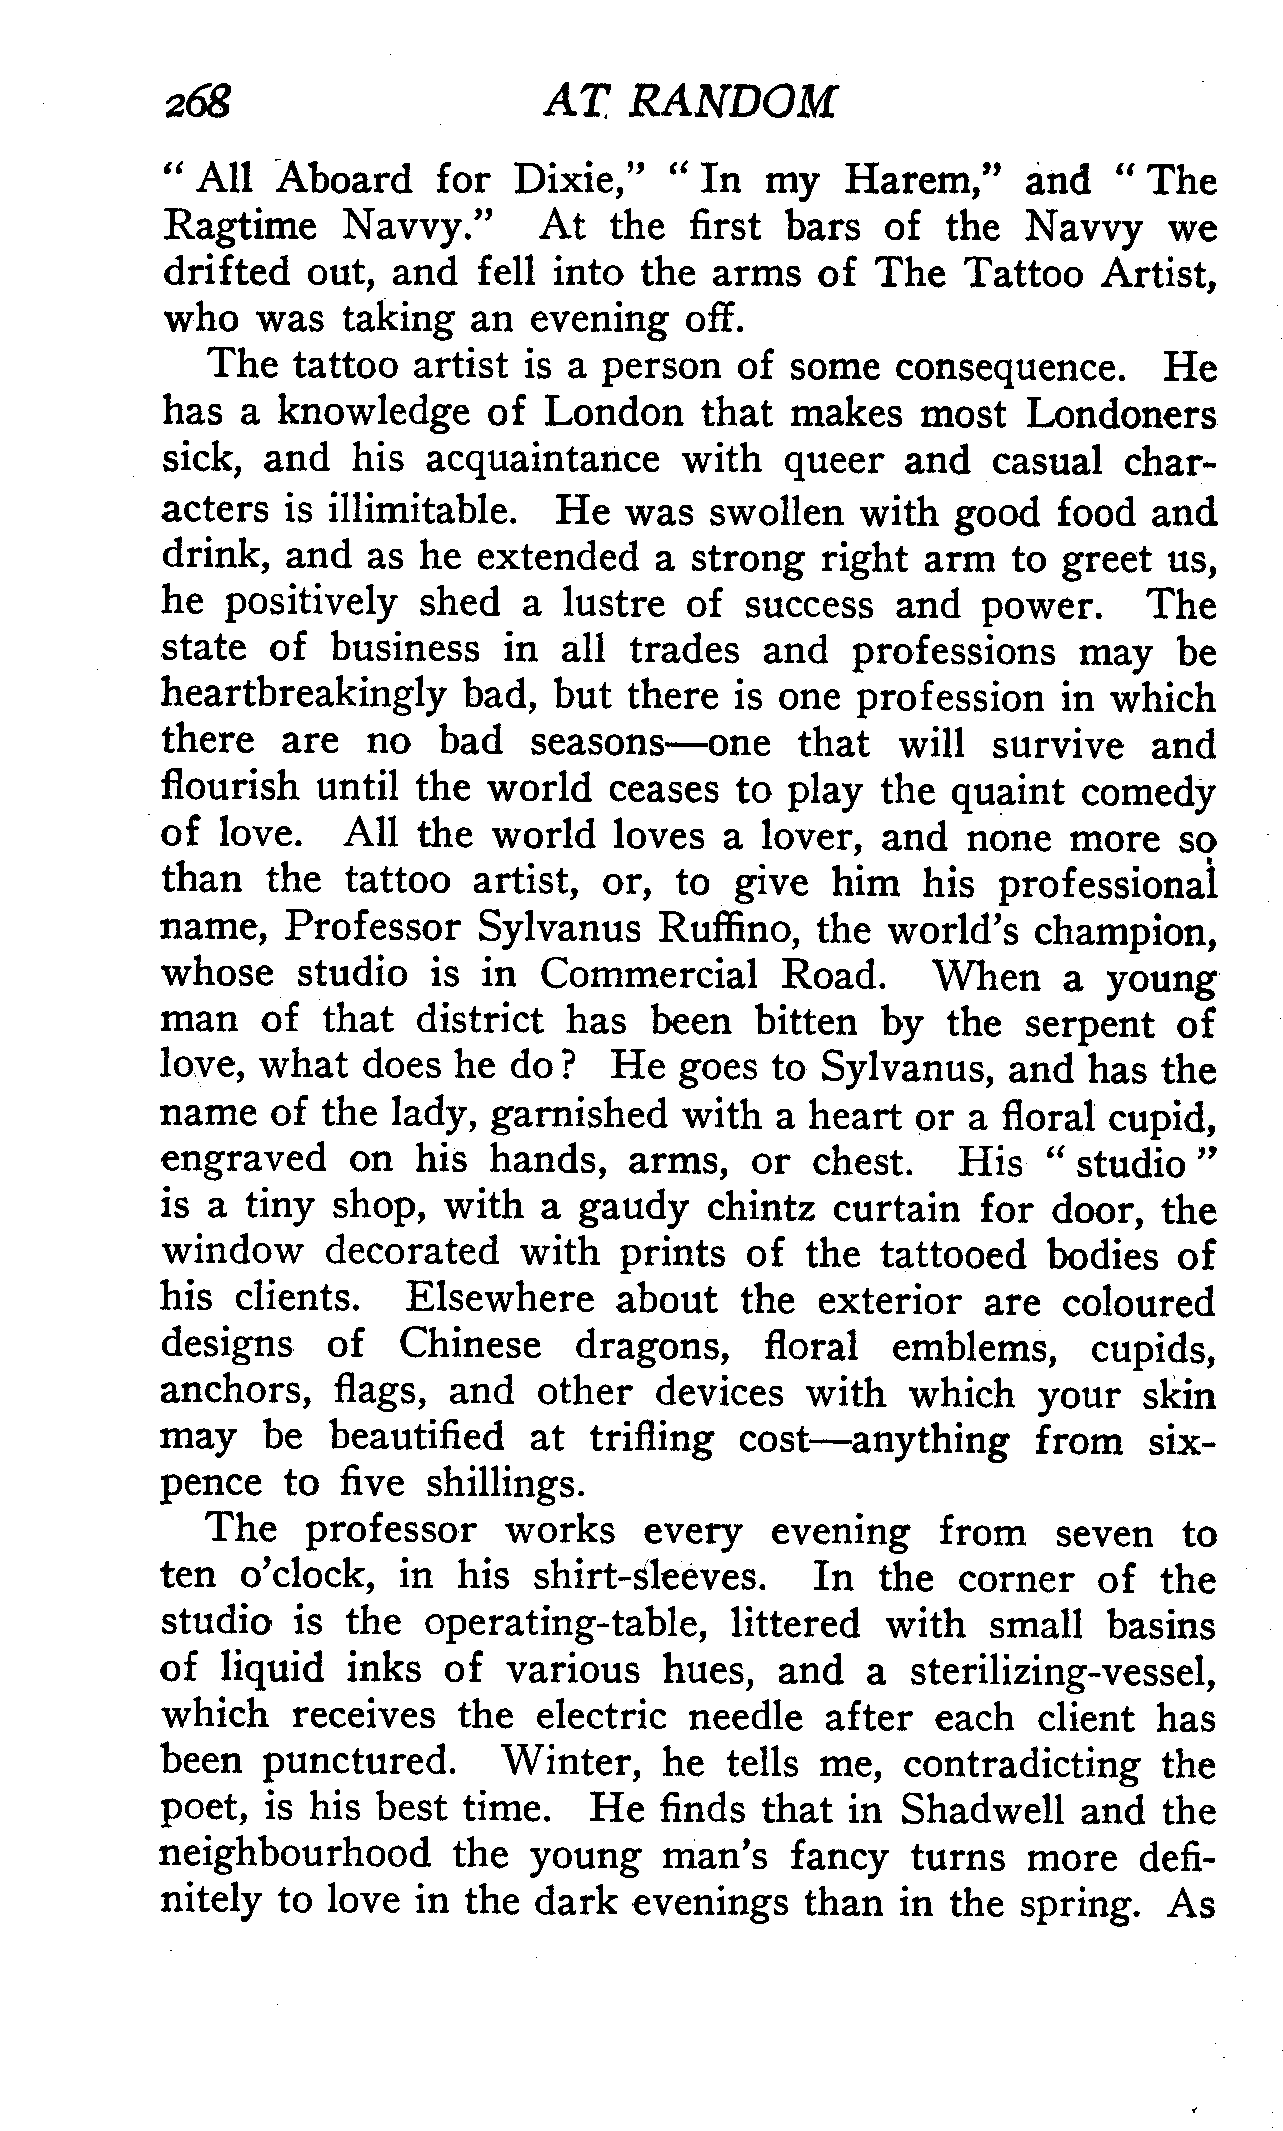 268 AT RANDOM
" All Aboard for Dixie," " In my Harem," and " The
Ragtime Navvy." At the first bars of the Navvy we
drifted out, and fell into the arms of The Tattoo Artist,
who was taking an evening off.
The tattoo artist is a person of some consequence. He
has a knowledge of London that makes most Londoners
sick, and his acquaintance with queer and casual char-
acters is illimitable. He was swollen with good food and
drink, and as he extended a strong right arm to greet us,
he positively shed a lustre of success and power. The
state of business in all trades and professions may be
heartbreakingly bad, but there is one profession in which
there are no bad seasons—one that will survive and
flourish until the world ceases to play the quaint comedy
of love. All the world loves a lover, and none more so
than the tattoo artist, or, to give him his professional
name, Professor Sylvanus Ruffino, the world's champion,
whose studio is in Commercial Road. When a young
man of that district has been bitten by the serpent of
love, what does he do? He goes to Sylvanus, and has the
name of the lady, garnished with a heart or a floral cupid,
engraved on his hands, arms, or chest. His " studio "
is a tiny shop, with a gaudy chintz curtain for door, the
window decorated with prints of the tattooed bodies of
his clients. Elsewhere about the exterior are coloured
designs of Chinese dragons, floral emblems, cupids,
anchors, flags, and other devices with which your skin
may be beautified at trifling cost—anything from six-
pence to five shillings.
The professor works every evening from seven to
ten o'clock, in his shirt-sleeves. In the corner of the
studio is the operating-table, littered with small basins
of liquid inks of various hues, and a sterilizing-vessel,
which receives the electric needle after each client has
been punctured. Winter, he tells me, contradicting the
poet, is his best time. He finds that in Shadwell and the
neighbourhood the young man's fancy turns more defi-
nitely to love in the dark evenings than in the spring. As